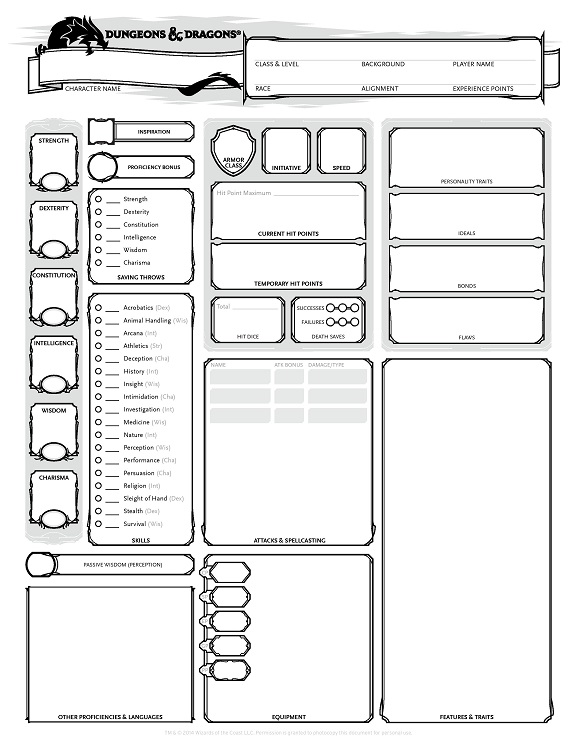 DUNGEONS & DRAGONS®
CLASS & LEVEL BACKGROUND PLAYER NAME
CHARACTER NAME
RACE ALIGNMENT EXPERIENCE POINTS
STRENGTH
DEXTERITY
CONSTITUTION
INTELLIGENCE
WISDOM
CHARISMA
INSPIRATION
PROFICIENCY BONUS
Strength
Dexterity
Constitution
Intelligence
Wisdom
Charisma
SAVING THROWS
Acrobatics (Dex)
Animal Handling (Wis)
Arcana (Int)
Athletics (Str)
Deception (Cha)
History (Int)
Insight (Wis)
Intimidation (Cha)
Investigation (Int)
Medicine (Wis)
Nature (Int)
Perception (Wis)
Performance (Cha)
Persuasion (Cha)
Religion (Int)
Sleight of Hand (Dex)
Stealth (Dex)
Survival (Wis)
SKILLS
PASSIVE WISDOM (PERCEPTION)
OTHER PROFICIENCIES & LANGUAGES
ARMOR
CLASS
INITIATIVE
SPEED
Hit Point Maximum
CURRENT HIT POINTS
TEMPORARY HIT POINTS
Total
HIT DICE
SUCCESSES
FAILURES
DEATH SAVES
NAME ATK BONUS DAMAGE/TYPE
ATTACKS & SPELLCASTING
EQUIPMENT
PERSONALITY TRAITS
IDEALS
BONDS
FLAWS
FEATURES & TRAITS
TM & © 2014 Wizards of the Coast LLC. Permission is granted to photocopy this document for personal use.